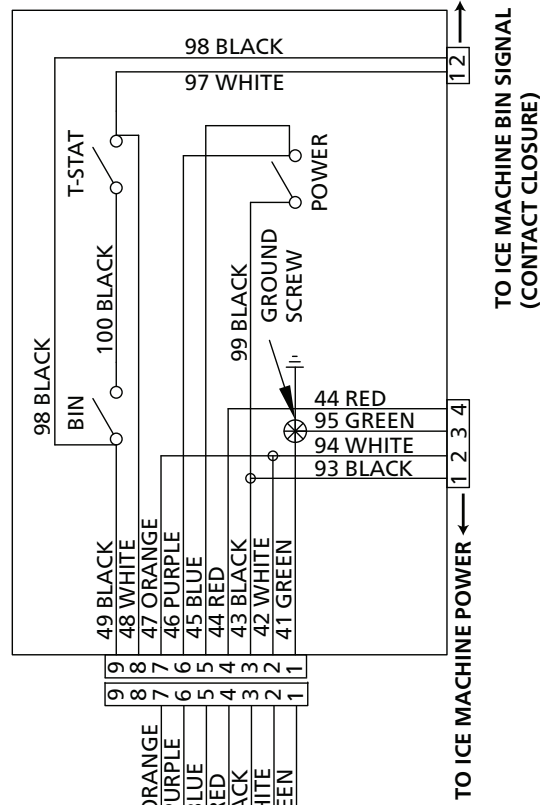 98 BLACK
97 WHITE
1 2
TO ICE MACHINE BIN SIGNAL
(CONTACT CLOSURE)
T-STAT
POWER
100 BLACK
99 BLACK
GROUND
SCREW
98 BLACK
BIN
44 RED
95 GREEN
94 WHITE
93 BLACK
1 2 3 4
TO ICE MACHINE POWER
49 BLACK
48 WHITE
47 ORANGE
46 PURPLE
45 BLUE
44 RED
43 BLACK
42 WHITE
41 GREEN
9 8 7 6 5 4 3 2 1
9 8 7 6 5 4 3 2 1
ORANGE
PURPLE
BLUE
RED
ACK
HITE
EEN